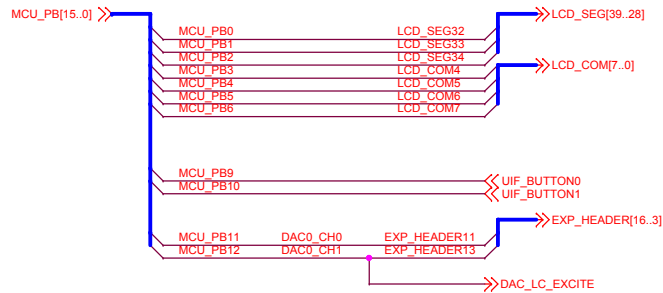 MCU_PB[15..0] LCD_SEG[39..28]
MCU_PB0 LCD_SEG32
MCU_PB1 LCD_SEG33
MCU_PB2 LCD_SEG34
MCU_PB3 LCD_COM4 LCD_COM[7..0]
MCU_PB4 LCD_COM5
MCU_PB5 LCD_COM6
MCU_PB6 LCD_COM7
MCU_PB9 UIF_BUTTON0
MCU_PB10 UIF_BUTTON1
EXP_HEADER[16..3]
MCU_PB11 DAC0_CH0 EXP_HEADER11
MCU_PB12 DAC0_CH1 EXP_HEADER13
DAC_LC_EXCITE